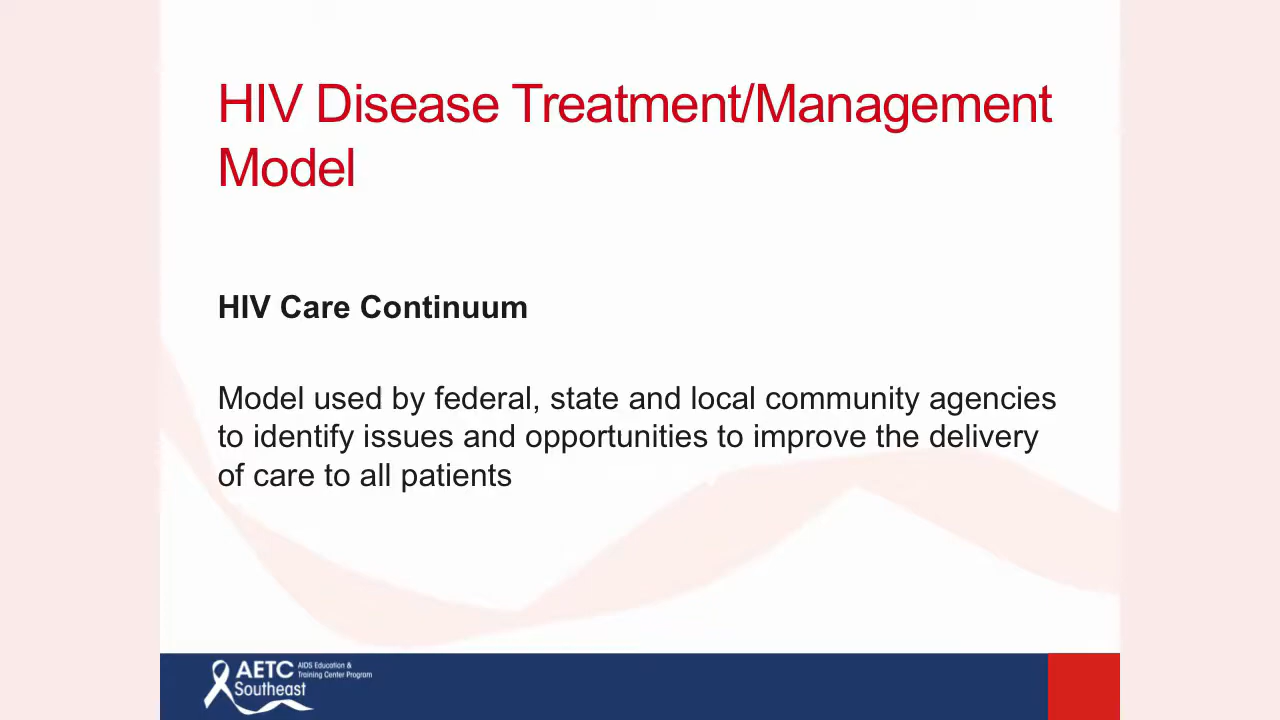 HIV Disease Treatment/Management
Model
HIV Care Continuum
Model used by federal, state and local community agencies
to identify issues and opportunities to improve the delivery
of care to all patients
AETC AIDS Education &
Training Center Program
Southeast